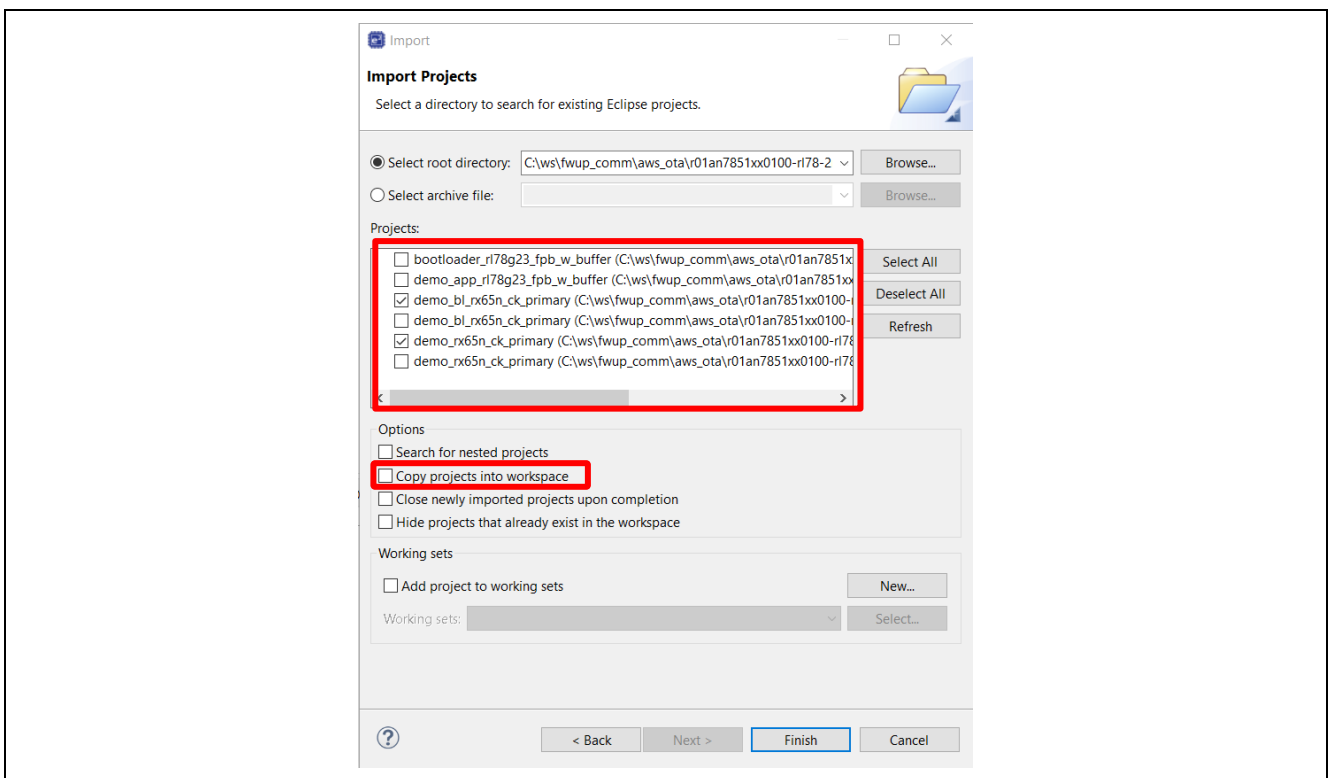 Import
Import Projects
Select a directory to search for existing Eclipse projects.
Select root directory: C:\ws\fwup_comm\aws_ota\r01an7851xx0100-rl78-2 Browse...
Select archive file: Browse...
Projects:
bootloader_rl78g23_fpb_w_buffer (C:\ws\fwup_comm\aws_ota\r01an7851x Select All
demo_app_rl78g23_fpb_w_buffer (C:\ws\fwup_comm\aws_ota\r01an7851xx
demo_bl_rx65n_ck_primary (C:\ws\fwup_comm\aws_ota\r01an7851xx0100-r Deselect All
demo_bl_rx65n_ck_primary (C:\ws\fwup_comm\aws_ota\r01an7851xx0100-r Refresh
demo_rx65n_ck_primary (C:\ws\fwup_comm\aws_ota\r01an7851xx0100-rl78
demo_rx65n_ck_primary (C:\ws\fwup_comm\aws_ota\r01an7851xx0100-rl78
Options
Search for nested projects
Copy projects into workspace
Close newly imported projects upon completion
Hide projects that already exist in the workspace
Working sets
Add project to working sets New...
Working sets: Select...
? < Back Next > Finish Cancel